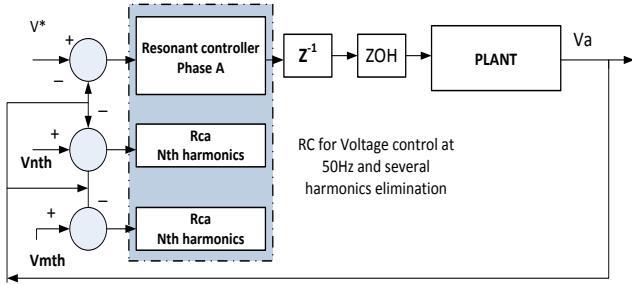 V*
+
−
Resonant controller
Phase A
Z-1
ZOH
PLANT
Va
−
+
Vnth
Rca
Nth harmonics
RC for Voltage control at
50Hz and several
harmonics elimination
−
+
Vmth
Rca
Nth harmonics